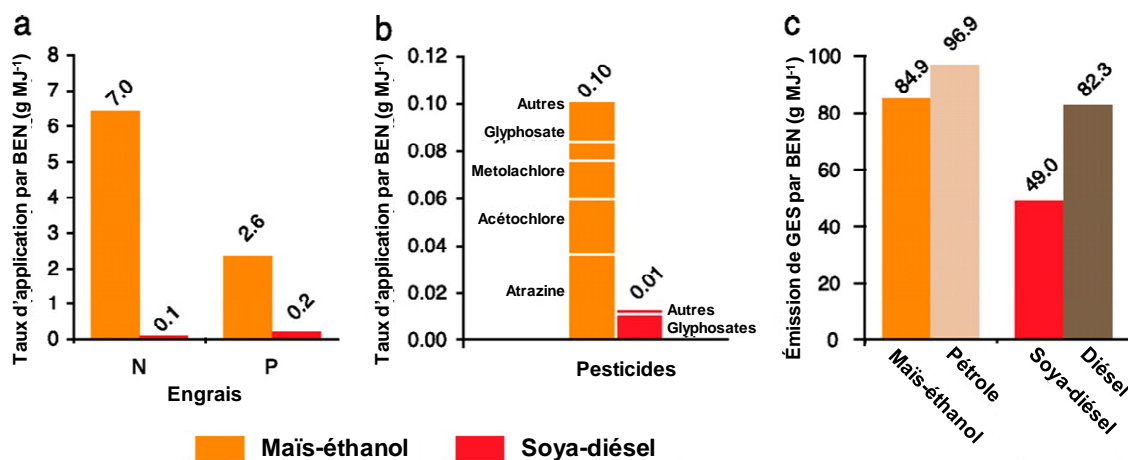 a
Taux d'application par BEN (g MJ-1)
8
7
6
5
4
3
2
1
0
7.0
0.1
2.6
0.2
N
P
Engrais
b
Taux d'application par BEN (g MJ-1)
0.12
0.10
0.08
0.06
0.04
0.02
0.00
0.10
Autres
Glyphosate
Metolachlore
Acétochlore
Atrazine
0.01
Autres
Glyphosates
Pesticides
c
Émission de GES par BEN (g MJ-1)
100
80
60
40
20
0
84.9
96.9
49.0
82.3
Maïs-éthanol
Pétrole
Soya-diésel
Diésel
Maïs-éthanol
Soya-diésel